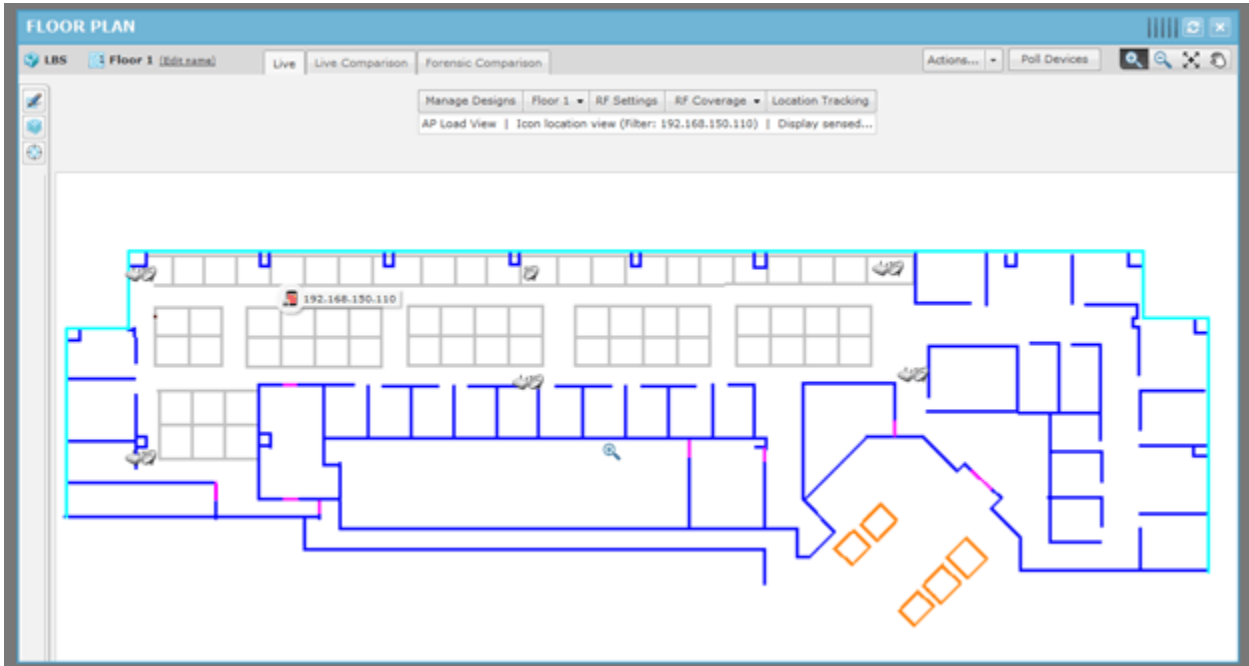 FLOOR PLAN
LBS Floor 1 (Edit name) Live Live Comparison Forensic Comparison Actions... Poll Devices
Manage Designs Floor 1 RF Settings RF Coverage Location Tracking
AP Load View | Icon location view (Filter: 192.168.150.110) | Display sensed...
192.168.150.110